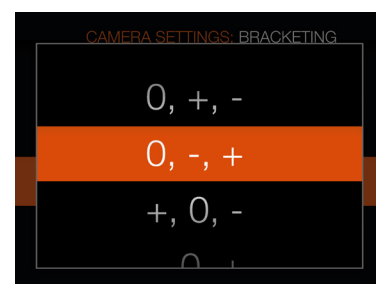 CAMERA SETTINGS: BRACKETING
0, +, -
0, -, +
+, 0, -